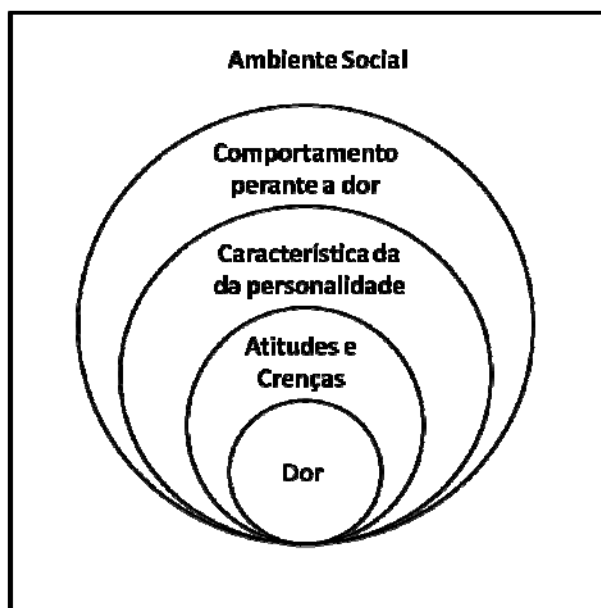 Ambiente Social
Comportamento
perante a dor
Característica da
da personalidade
Atitudes e
Crenças
Dor